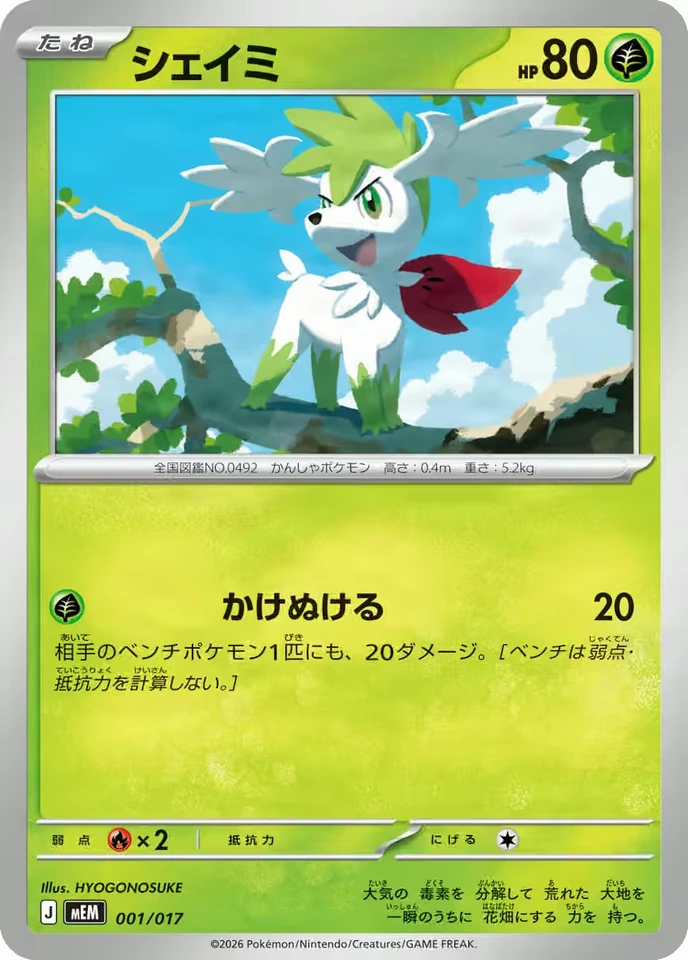 たね
シェイミ
HP 80
全国図鑑NO.0492 かんしゃポケモン 高さ:0.4m 重さ:5.2kg
かけぬける 20
相手のベンチポケモン1匹にも、20ダメージ。[ベンチは弱点・
抵抗力を計算しない。]
弱点 ×2 抵抗力 にげる
Illus. HYOGONOSUKE
大気の 毒素を 分解して 荒れた 大地を
一瞬のうちに 花畑にする 力を 持つ。
J mEM 001/017
©2026 Pokémon/Nintendo/Creatures/GAME FREAK.